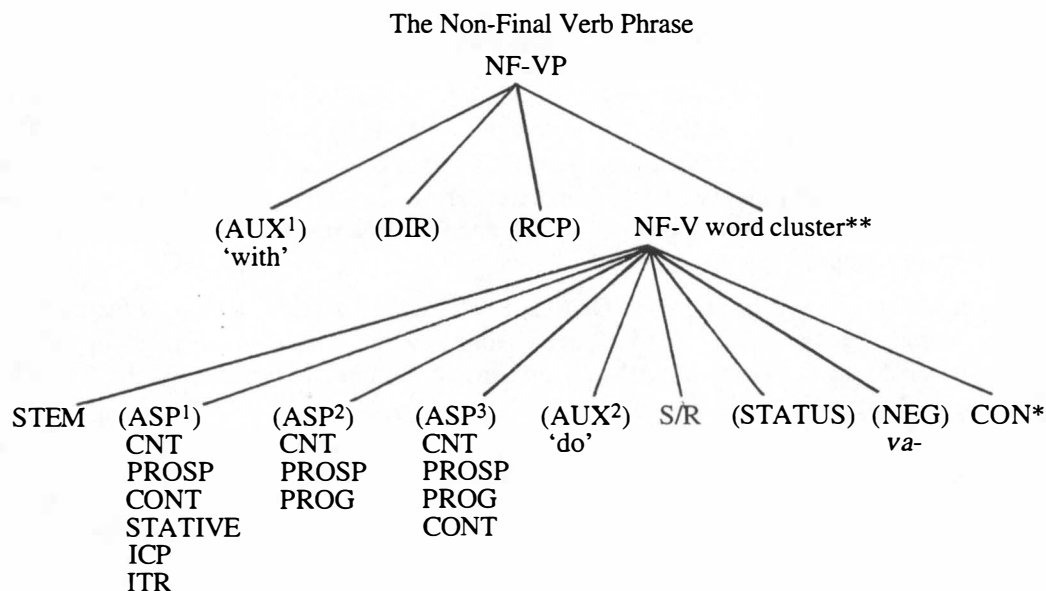 The Non-Final Verb Phrase
NF-VP
(AUX¹) (DIR) (RCP) NF-V word cluster**
‘with’
STEM (ASP¹) (ASP²) (ASP³) (AUX²) S/R (STATUS) (NEG) CON*
CNT CNT CNT ‘do’ va-
PROSP PROSP PROSP
CONT PROG PROG
STATIVE CONT
ICP
ITR